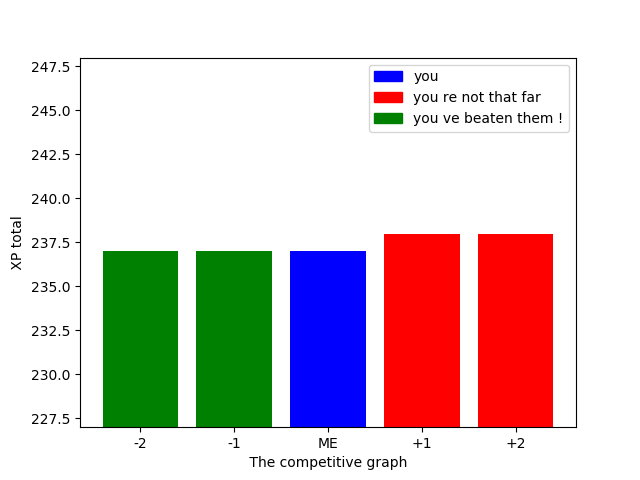 247.5
245.0
242.5
240.0
237.5
235.0
232.5
230.0
227.5
XP total
you
you re not that far
you ve beaten them !
-2 -1 ME +1 +2
The competitive graph